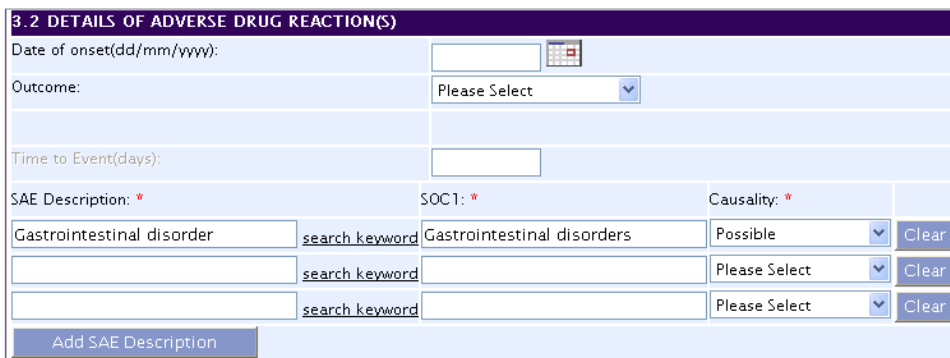 3.2 DETAILS OF ADVERSE DRUG REACTION(S)
Date of onset(dd/mm/yyyy):
Outcome: Please Select
Time to Event(days):
SAE Description: * SOC1: * Causality: *
Gastrointestinal disorder search keyword Gastrointestinal disorders Possible Clear
search keyword Please Select Clear
search keyword Please Select Clear
Add SAE Description